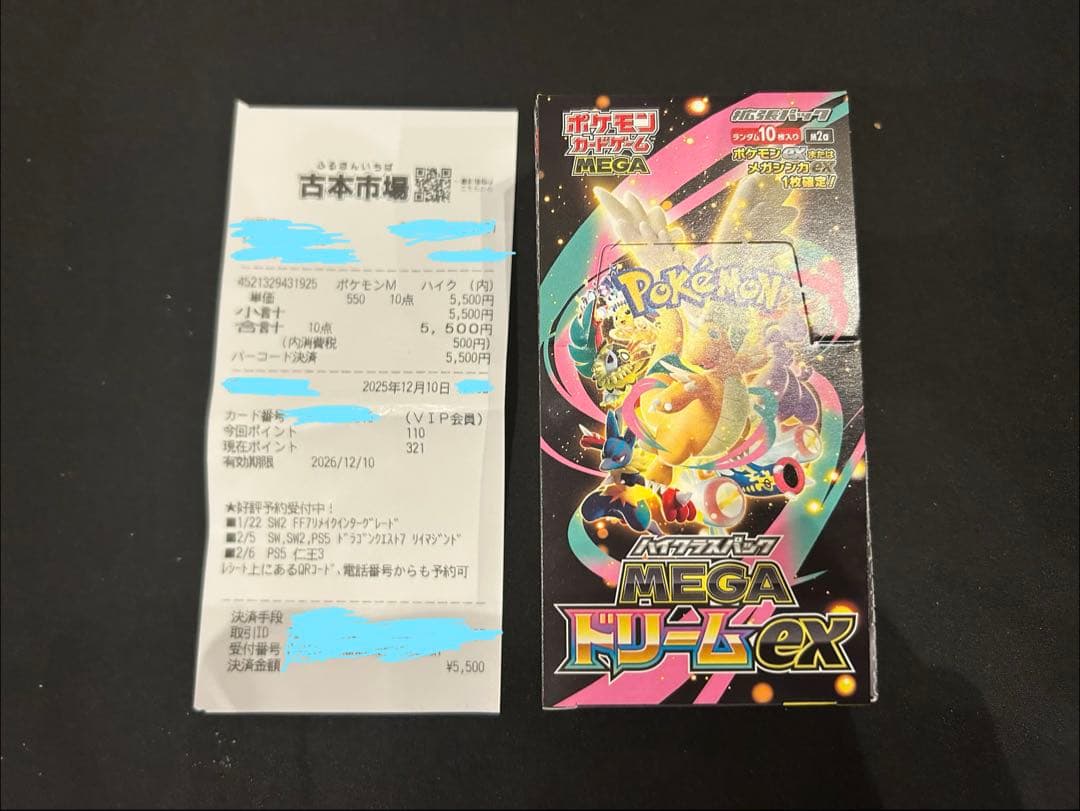 ふるほんいちば
古本市場
4521329431925 ポケモンM ハイク (内)
単価 550 10点 5,500円
小計 5,500円
合計 10点 5,500円
(内消費税 500円)
バーコード決済 5,500円
2025年12月10日
カード番号 (VIP会員)
今回ポイント 110
現在ポイント 321
有効期限 2026/12/10
★好評予約受付中!
■1/22 SW2 FF7リメイクインターグレード
■2/5 SW,SW2,PS5 ドラゴンクエスト7 リイマジンド
■2/6 PS5 仁王3
レシート上にあるQRコード、電話番号からも予約可
決済手段
取引ID
受付番号
決済金額 ¥5,500
ポケモン
カードゲーム
MEGA
拡張パック
ランダム10枚入り
ポケモンexまたは
メガシンカex
1枚確定!
POKéMON
ハイクラスパック
MEGA
ドリームex